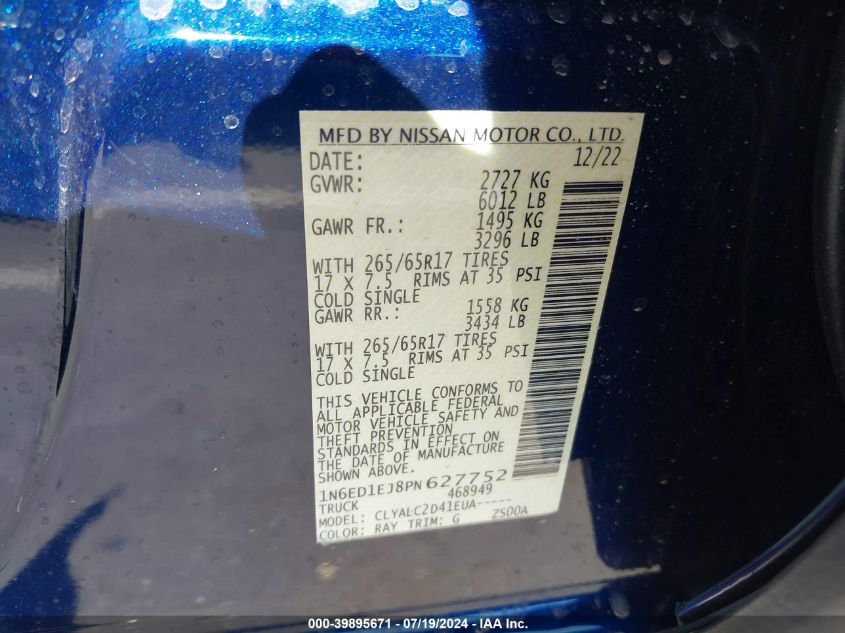 MFD BY NISSAN MOTOR CO., LTD.
DATE: 12/22
GVWR: 2727 KG
6012 LB
GAWR FR.: 1495 KG
3296 LB
WITH 265/65R17 TIRES
17 X 7.5 RIMS AT 35 PSI
COLD SINGLE
GAWR RR.: 1558 KG
3434 LB
WITH 265/65R17 TIRES
17 X 7.5 RIMS AT 35 PSI
COLD SINGLE
THIS VEHICLE CONFORMS TO
ALL APPLICABLE FEDERAL
MOTOR VEHICLE SAFETY AND
THEFT PREVENTION
STANDARDS IN EFFECT ON
THE DATE OF MANUFACTURE
SHOWN ABOVE.
1N6ED1EJ8PN627752
TRUCK 468949
MODEL: CLYALC2D41EUA-----
COLOR: RAY TRIM: G ZS00A
000-39895671 - 07/19/2024 - IAA Inc.